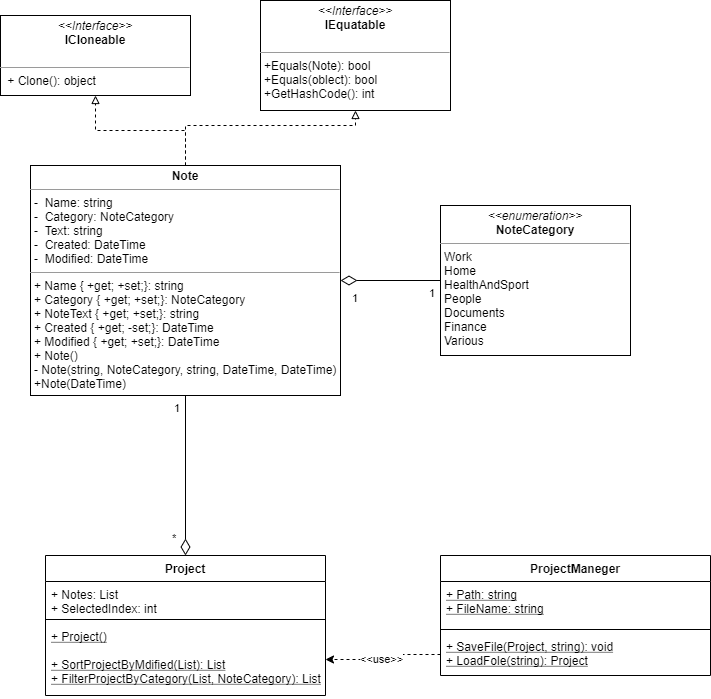 <<Interface>>
ICloneable
+ Clone(): object
<<Interface>>
IEquatable
+Equals(Note): bool
+Equals(oblect): bool
+GetHashCode(): int
Note
- Name: string
- Category: NoteCategory
- Text: string
- Created: DateTime
- Modified: DateTime
+ Name { +get; +set;}: string
+ Category { +get; +set;}: NoteCategory
+ NoteText { +get; +set;}: string
+ Created { +get; -set;}: DateTime
+ Modified { +get; +set;}: DateTime
+ Note()
- Note(string, NoteCategory, string, DateTime, DateTime)
+Note(DateTime)
1
1
<<enumeration>>
NoteCategory
Work
Home
HealthAndSport
People
Documents
Finance
Various
1
*
Project
+ Notes: List
+ SelectedIndex: int
+ Project()
+ SortProjectByMdified(List): List
+ FilterProjectByCategory(List, NoteCategory): List
<<use>>
ProjectManeger
+ Path: string
+ FileName: string
+ SaveFile(Project, string): void
+ LoadFole(string): Project